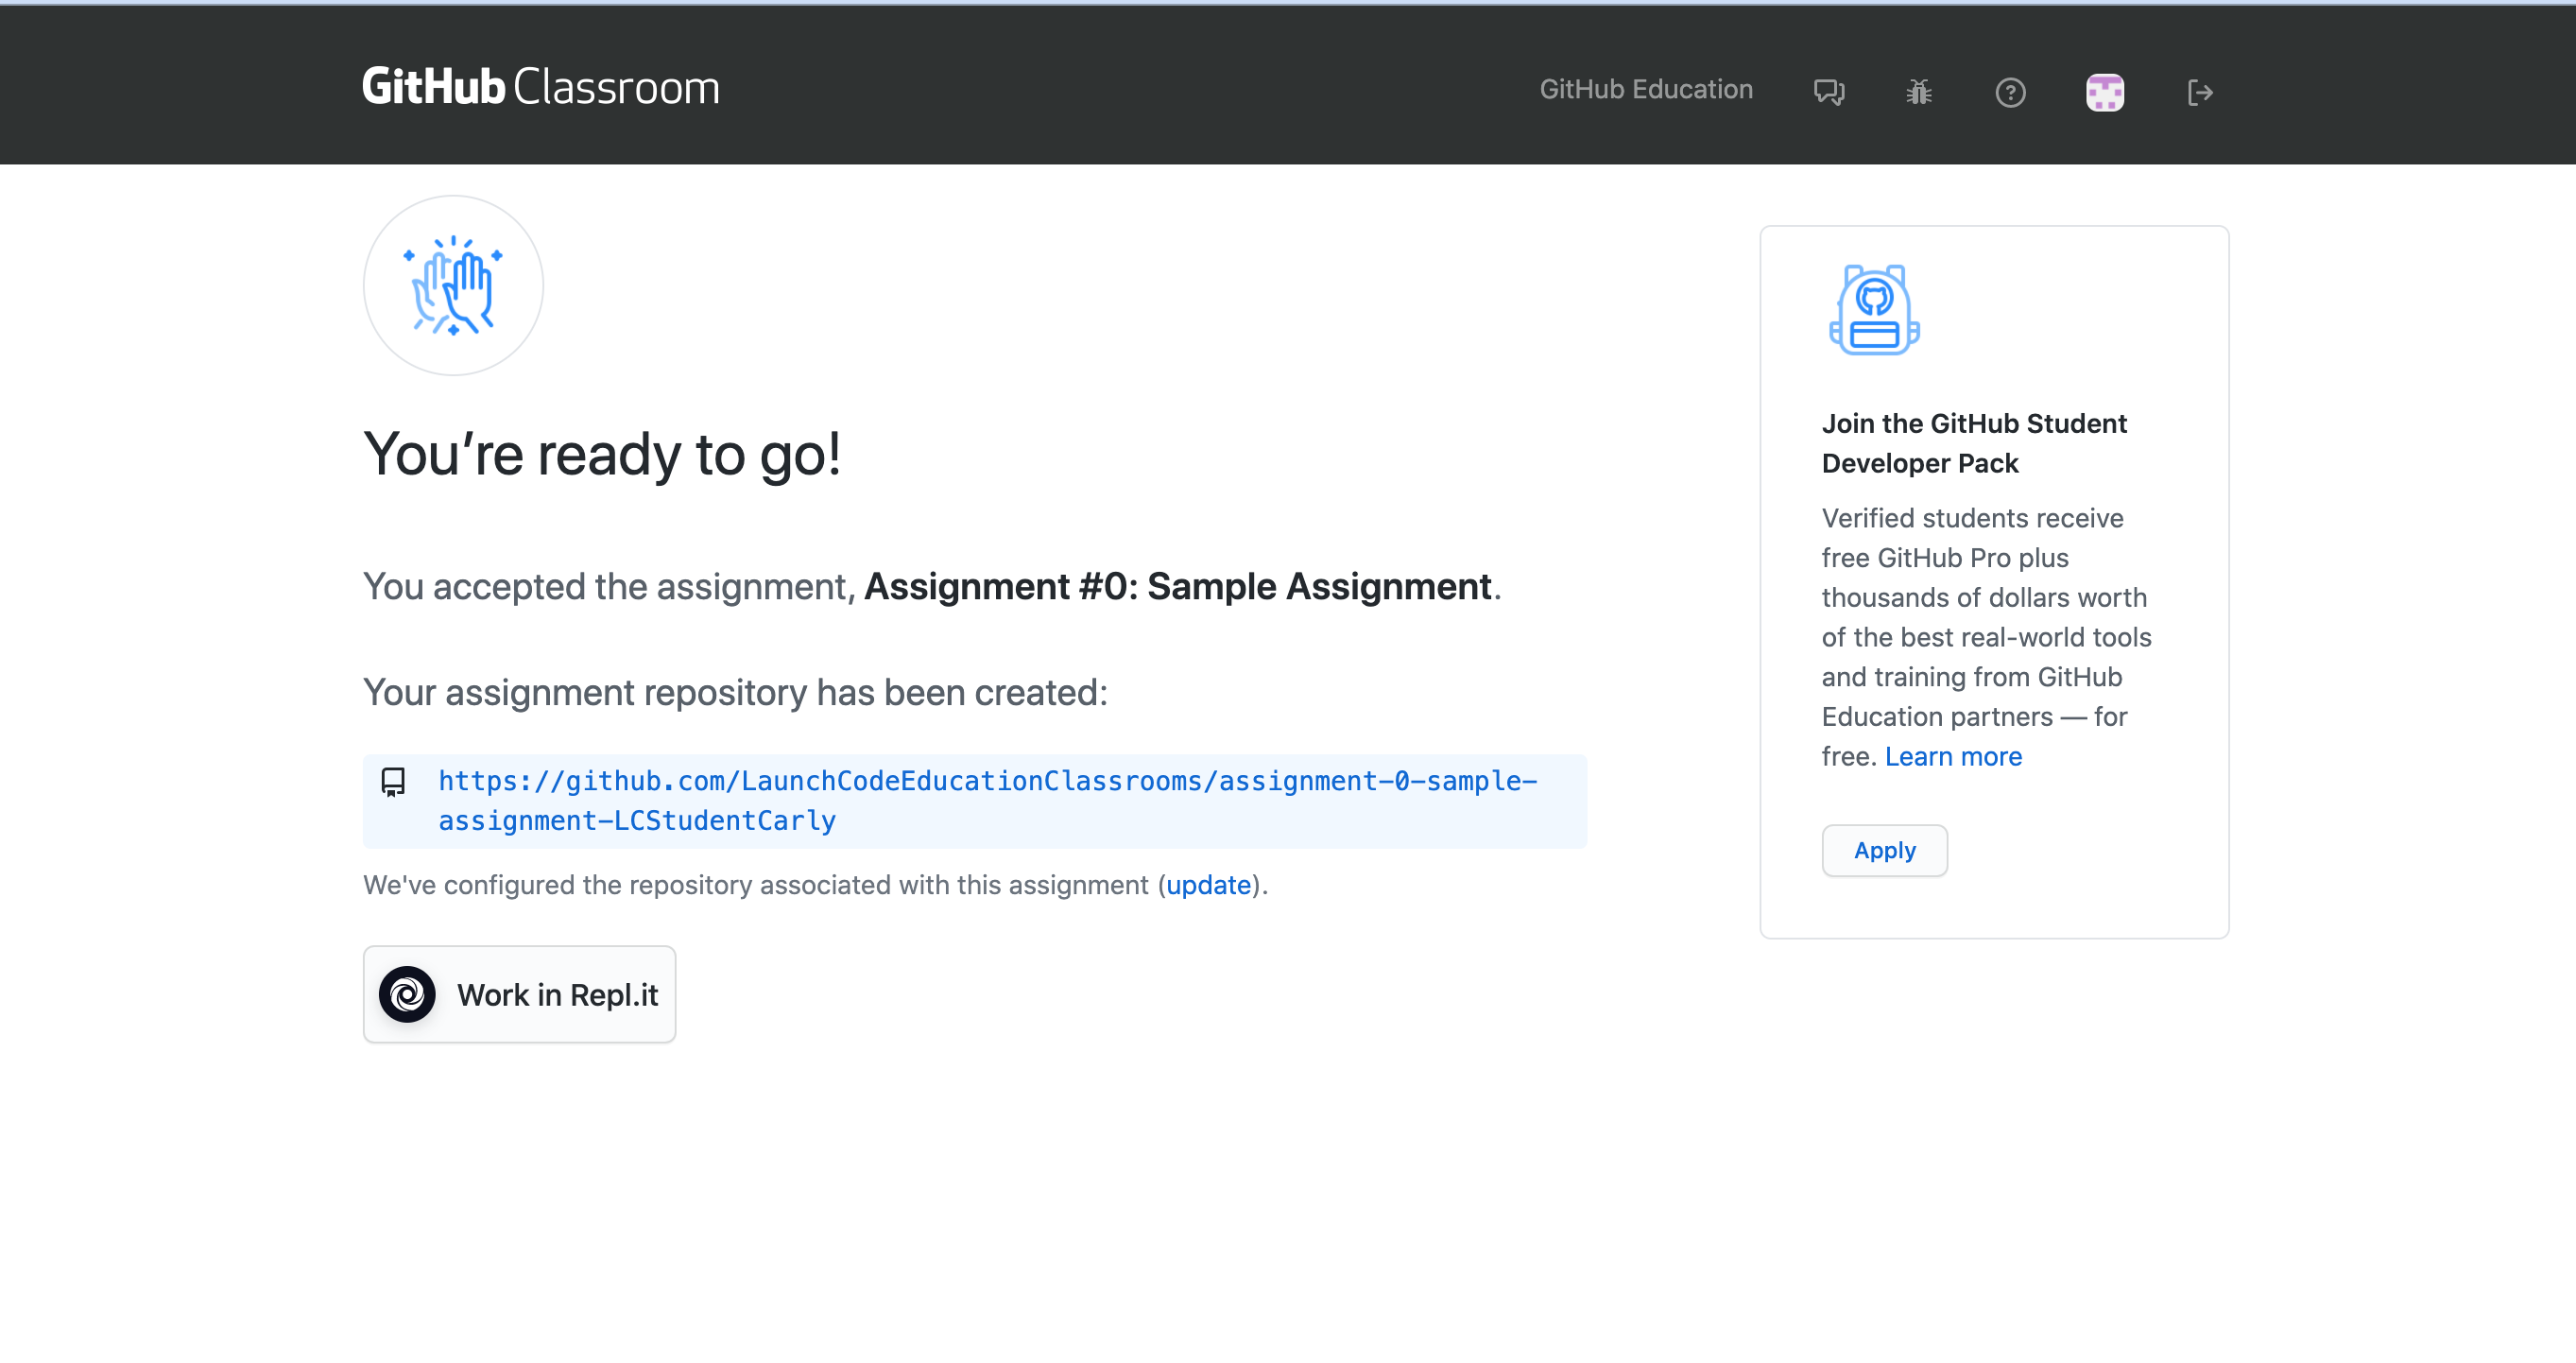 GitHub Classroom
GitHub Education
You're ready to go!
You accepted the assignment, Assignment #0: Sample Assignment.
Your assignment repository has been created:
https://github.com/LaunchCodeEducationClassrooms/assignment-0-sample-
assignment-LCStudentCarly
We've configured the repository associated with this assignment (update).
Work in Repl.it
Join the GitHub Student
Developer Pack
Verified students receive
free GitHub Pro plus
thousands of dollars worth
of the best real-world tools
and training from GitHub
Education partners — for
free. Learn more
Apply